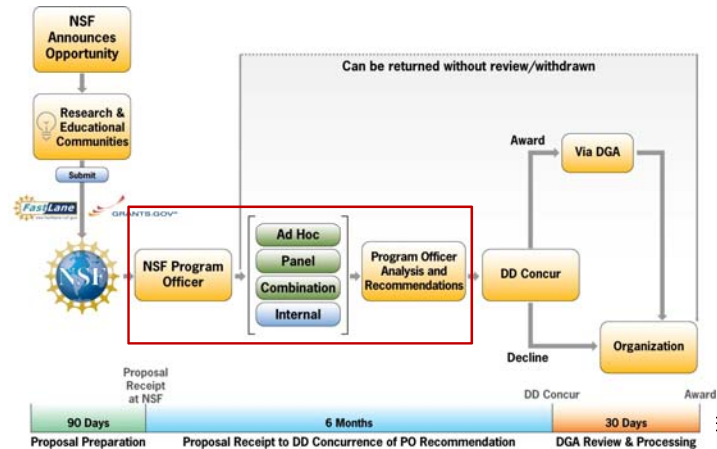 NSF
Announces
Opportunity
Can be returned without review/withdrawn
Research &
Educational
Communities
Submit
FastLane
GRANTS.GOV
NSF
NSF Program
Officer
Ad Hoc
Panel
Combination
Internal
Program Officer
Analysis and
Recommendations
DD Concur
Award
Via DGA
Decline
Organization
Proposal
Receipt
at NSF
DD Concur
Award
90 Days
6 Months
30 Days
Proposal Preparation
Proposal Receipt to DD Concurrence of PO Recommendation
DGA Review & Processing